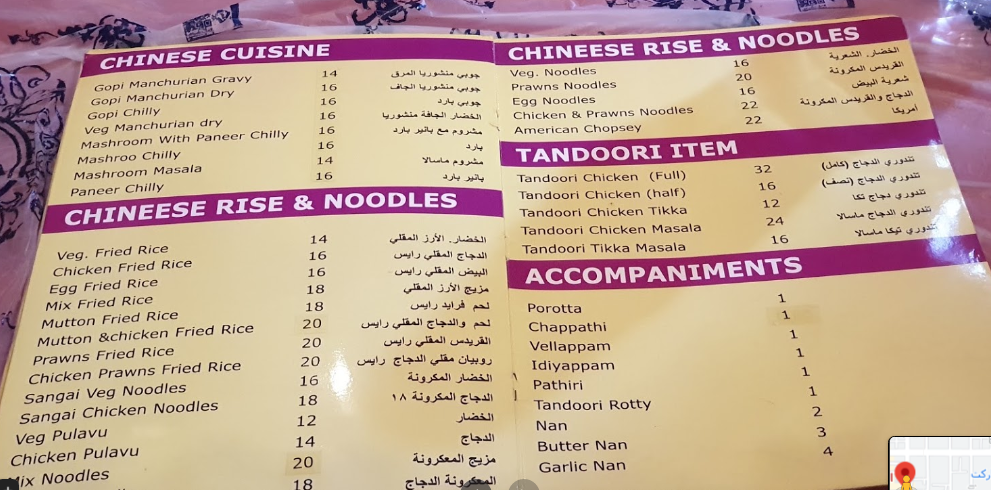 CHINESE CUISINE
Gopi Manchurian Gravy 14 جوبي منشوريا المرق
Gopi Manchurian Dry 16 جوبي منشوريا الجاف
Gopi Chilly 16 جوبي بارد
Veg Manchurian dry 16 الخضار الجافة منشوريا
Mashroom With Paneer Chilly 16 مشروم مع بانير بارد
Mashroo Chilly 16 بارد
Mashroom Masala 14 مشروم ماسالا
Paneer Chilly 16 بانير بارد
CHINEESE RISE & NOODLES
Veg. Fried Rice 14 الخضار. الأرز المقلي
Chicken Fried Rice 16 الدجاج المقلي رايس
Egg Fried Rice 16 البيض المقلي رايس
Mix Fried Rice 18 مزيج الأرز المقلي
Mutton Fried Rice 18 لحم فرايد رايس
Mutton &chicken Fried Rice 20 لحم والدجاج المقلي رايس
Prawns Fried Rice 20 القريدس المقلي رايس
Chicken Prawns Fried Rice 20 روبيان مقلي الدجاج رايس
Sangai Veg Noodles 16 الخضار المكرونة
Sangai Chicken Noodles 18 الدجاج المكرونة ١٨
Veg Pulavu 12 الخضار
Chicken Pulavu 14 الدجاج
Mix Noodles 20 مزيج المعكرونة
18 المعكرونة الدجاج
CHINEESE RISE & NOODLES
Veg. Noodles 16 الخضار. الشعرية
Prawns Noodles 20 القريدس المكرونة
Egg Noodles 16 شعرية البيض
Chicken & Prawns Noodles 22 الدجاج والقريدس المكرونة
American Chopsey 22 أمريكا
TANDOORI ITEM
Tandoori Chicken (Full) 32 تندوري الدجاج (كامل)
Tandoori Chicken (half) 16 تندوري الدجاج (نصف)
Tandoori Chicken Tikka 12 تندوري دجاج تكا
Tandoori Chicken Masala 24 تندوري الدجاج ماسالا
Tandoori Tikka Masala 16 تندوري تيكا ماسالا
ACCOMPANIMENTS
Porotta 1
Chappathi 1
Vellappam 1
Idiyappam 1
Pathiri 1
Tandoori Rotty 1
Nan 2
Butter Nan 3
Garlic Nan 4